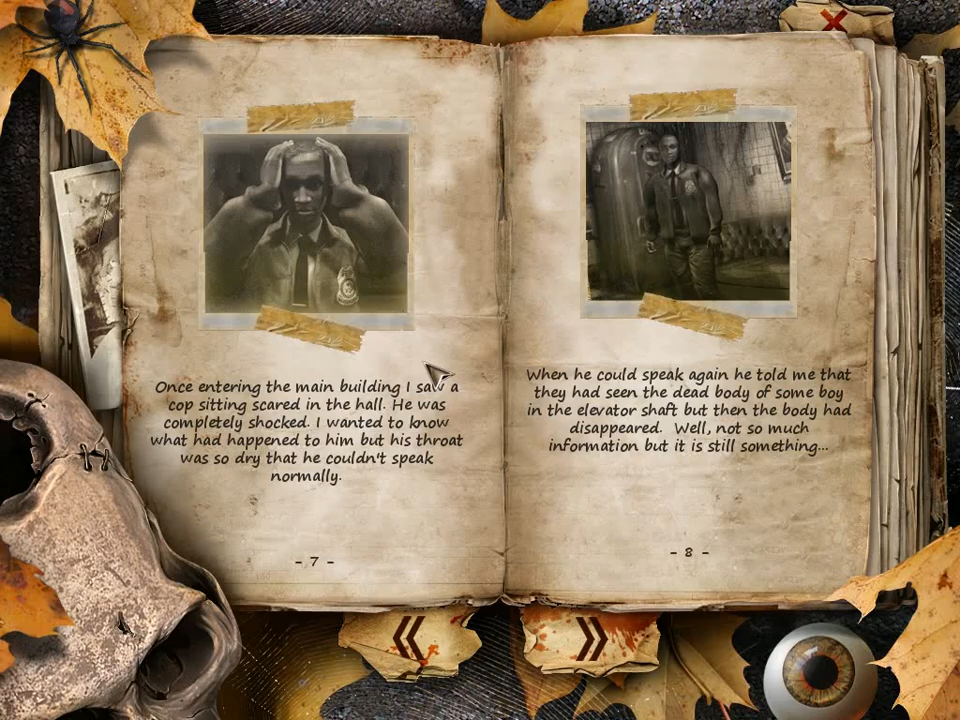 Once entering the main building I saw a
cop sitting scared in the hall. He was
completely shocked. I wanted to know
what had happened to him but his throat
was so dry that he couldn't speak
normally.
- 7 -
When he could speak again he told me that
they had seen the dead body of some boy
in the elevator shaft but then the body had
disappeared. Well, not so much
information but it is still something...
- 8 -